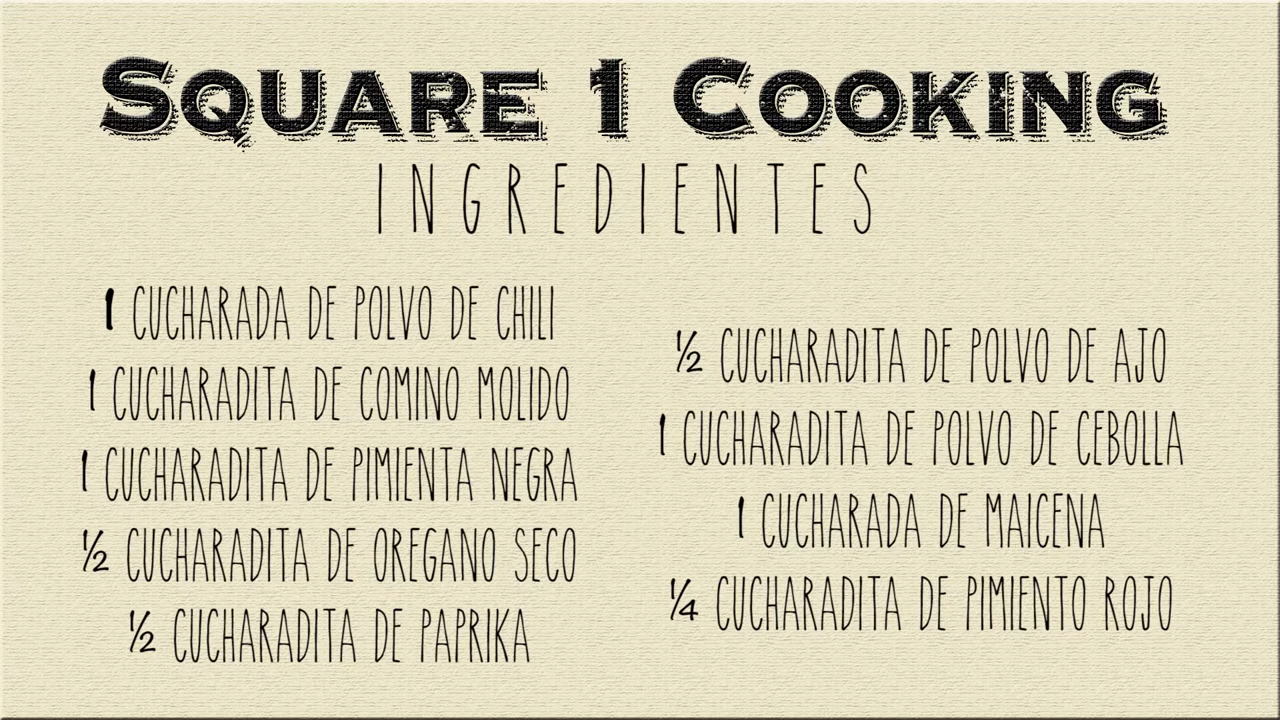 Square 1 Cooking
INGREDIENTES
1 CUCHARADA DE POLVO DE CHILI
1 CUCHARADITA DE COMINO MOLIDO
1 CUCHARADITA DE PIMIENTA NEGRA
½ CUCHARADITA DE OREGANO SECO
½ CUCHARADITA DE PAPRIKA
½ CUCHARADITA DE POLVO DE AJO
1 CUCHARADITA DE POLVO DE CEBOLLA
1 CUCHARADA DE MAICENA
¼ CUCHARADITA DE PIMIENTO ROJO